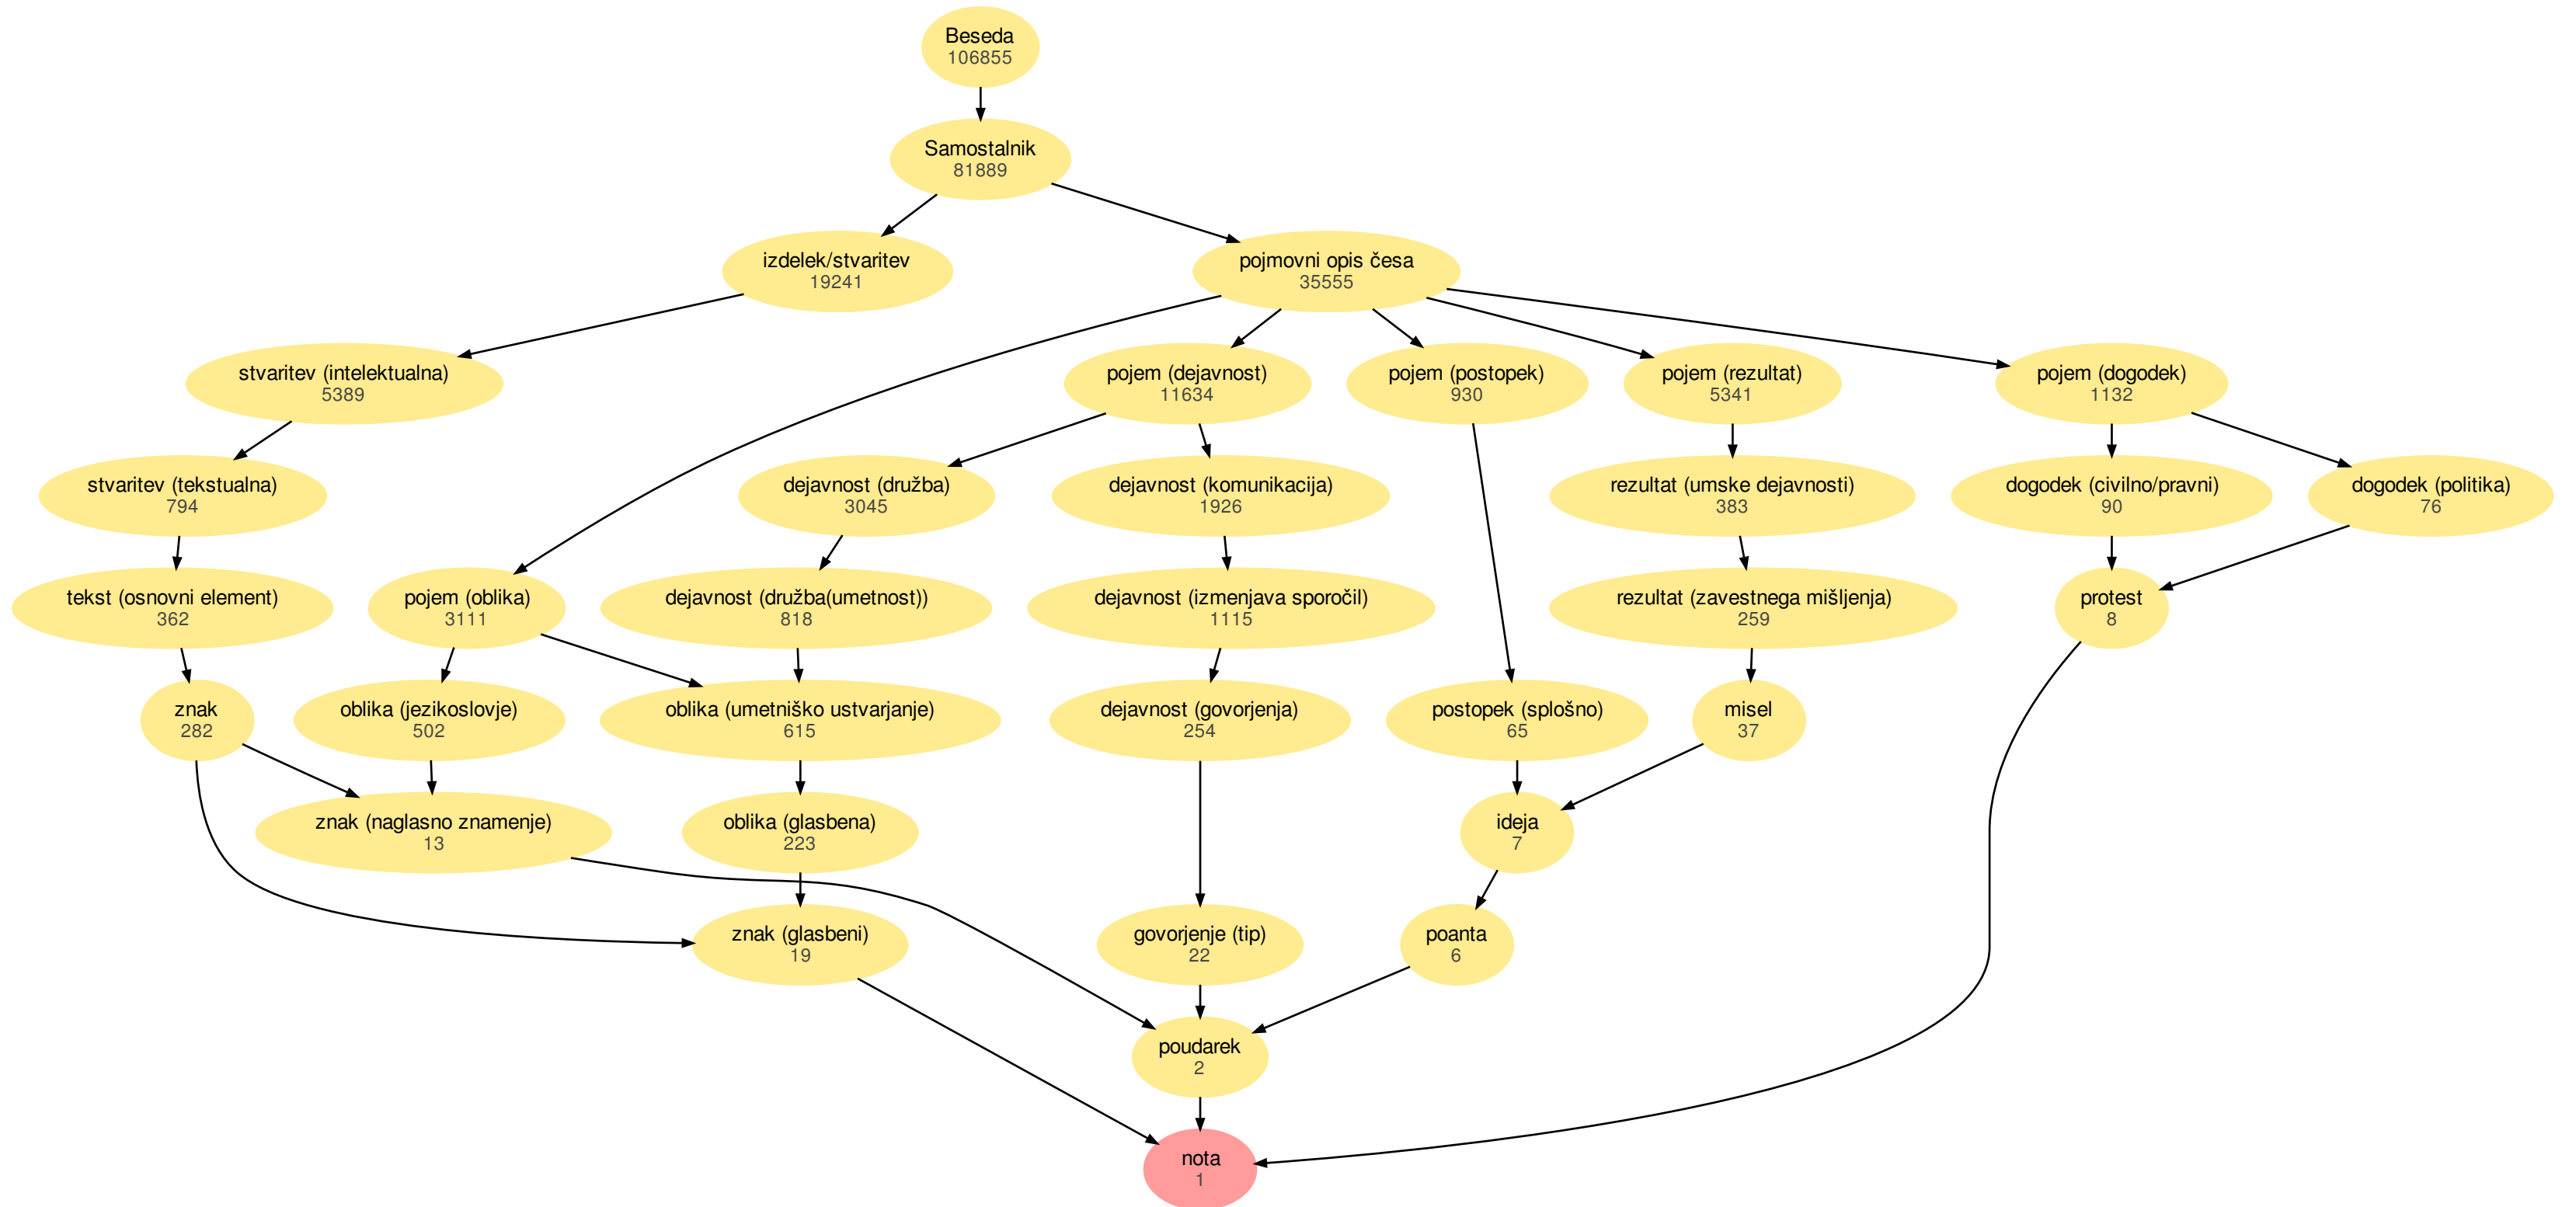 Beseda
106855
Samostalnik
81889
izdelek/stvaritev
19241
pojmovni opis česa
35555
stvaritev (intelektualna)
5389
pojem (dejavnost)
11634
pojem (postopek)
930
pojem (rezultat)
5341
pojem (dogodek)
1132
stvaritev (tekstualna)
794
dejavnost (družba)
3045
dejavnost (komunikacija)
1926
rezultat (umske dejavnosti)
383
dogodek (civilno/pravni)
90
dogodek (politika)
76
tekst (osnovni element)
362
pojem (oblika)
3111
dejavnost (družba(umetnost))
818
dejavnost (izmenjava sporočil)
1115
rezultat (zavestnega mišljenja)
259
protest
8
znak
282
oblika (jezikoslovje)
502
oblika (umetniško ustvarjanje)
615
dejavnost (govorjenja)
254
postopek (splošno)
65
misel
37
znak (naglasno znamenje)
13
oblika (glasbena)
223
ideja
7
znak (glasbeni)
19
govorjenje (tip)
22
poanta
6
poudarek
2
nota
1